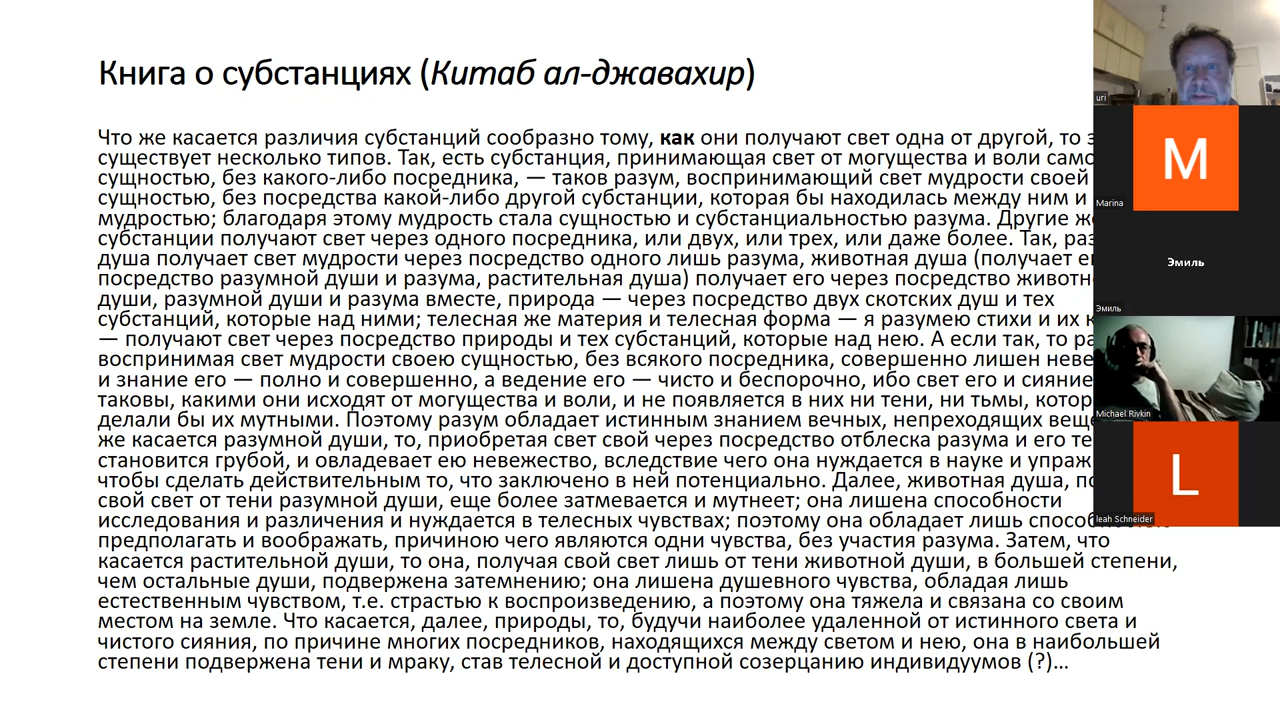 Книга о субстанциях (Китаб ал-джавахир)
Что же касается различия субстанций сообразно тому, как они получают свет одна от другой, то
существует несколько типов. Так, есть субстанция, принимающая свет от могущества и воли
сущностью, без какого-либо посредника, — таков разум, воспринимающий свет мудрости своей
сущностью, без посредства какой-либо другой субстанции, которая бы находилась между ним и
мудростью; благодаря этому мудрость стала сущностью и субстанциальностью разума. Другие
субстанции получают свет через одного посредника, или двух, или трех, или даже более. Так,
душа получает свет мудрости через посредство одного лишь разума, животная душа (получает
посредство разумной души и разума, растительная душа) получает его через посредство
души, разумной души и разума вместе, природа — через посредство двух скотских душ и тех
субстанций, которые над ними; телесная же материя и телесная форма — я разумею стихи и их
— получают свет через посредство природы и тех субстанций, которые над нею. А если так, то
воспринимая свет мудрости своею сущностью, без всякого посредника, совершенно лишен
и знание его — полно и совершенно, а ведение его — чисто и беспорочно, ибо свет его и сияние
таковы, какими они исходят от могущества и воли, и не появляется в них ни тени, ни тьмы,
делали бы их мутными. Поэтому разум обладает истинным знанием вечных, непреходящих
же касается разумной души, то, приобретая свет свой через посредство отблеска разума и его
становится грубой, и овладевает ею невежество, вследствие чего она нуждается в науке и
чтобы сделать действительным то, что заключено в ней потенциально. Далее, животная душа,
свой свет от тени разумной души, еще более затмевается и мутнеет; она лишена способности
исследования и различения и нуждается в телесных чувствах; поэтому она обладает лишь
предполагать и воображать, причиною чего являются одни чувства, без участия разума. Затем, что
касается растительной души, то она, получая свой свет лишь от тени животной души, в большей степени,
чем остальные души, подвержена затемнению; она лишена душевного чувства, обладая лишь
естественным чувством, т.е. страстью к воспроизведению, а поэтому она тяжела и связана со своим
местом на земле. Что касается, далее, природы, то, будучи наиболее удаленной от истинного света и
чистого сияния, по причине многих посредников, находящихся между светом и нею, она в наибольшей
степени подвержена тени и мраку, став телесной и доступной созерцанию индивидуумов (?)…
uri
M
Marina
Эмиль
Эмиль
Michael Rivkin
L
leah Schneider